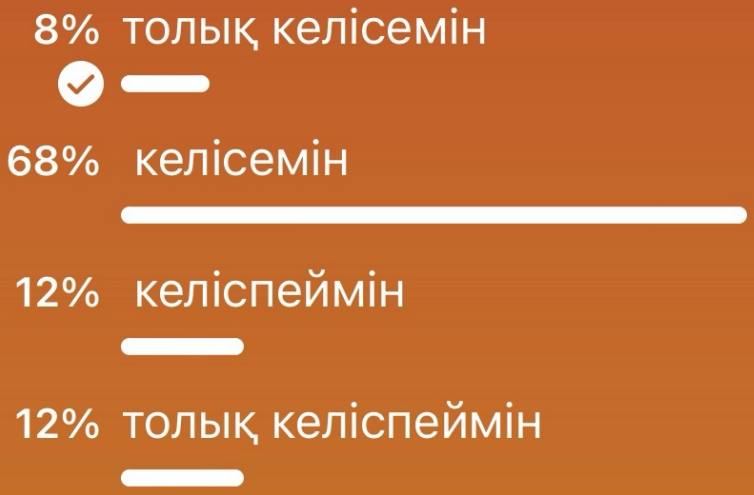 8% толық келісемін
68% келісемін
12% келіспеймін
12% толық келіспеймін